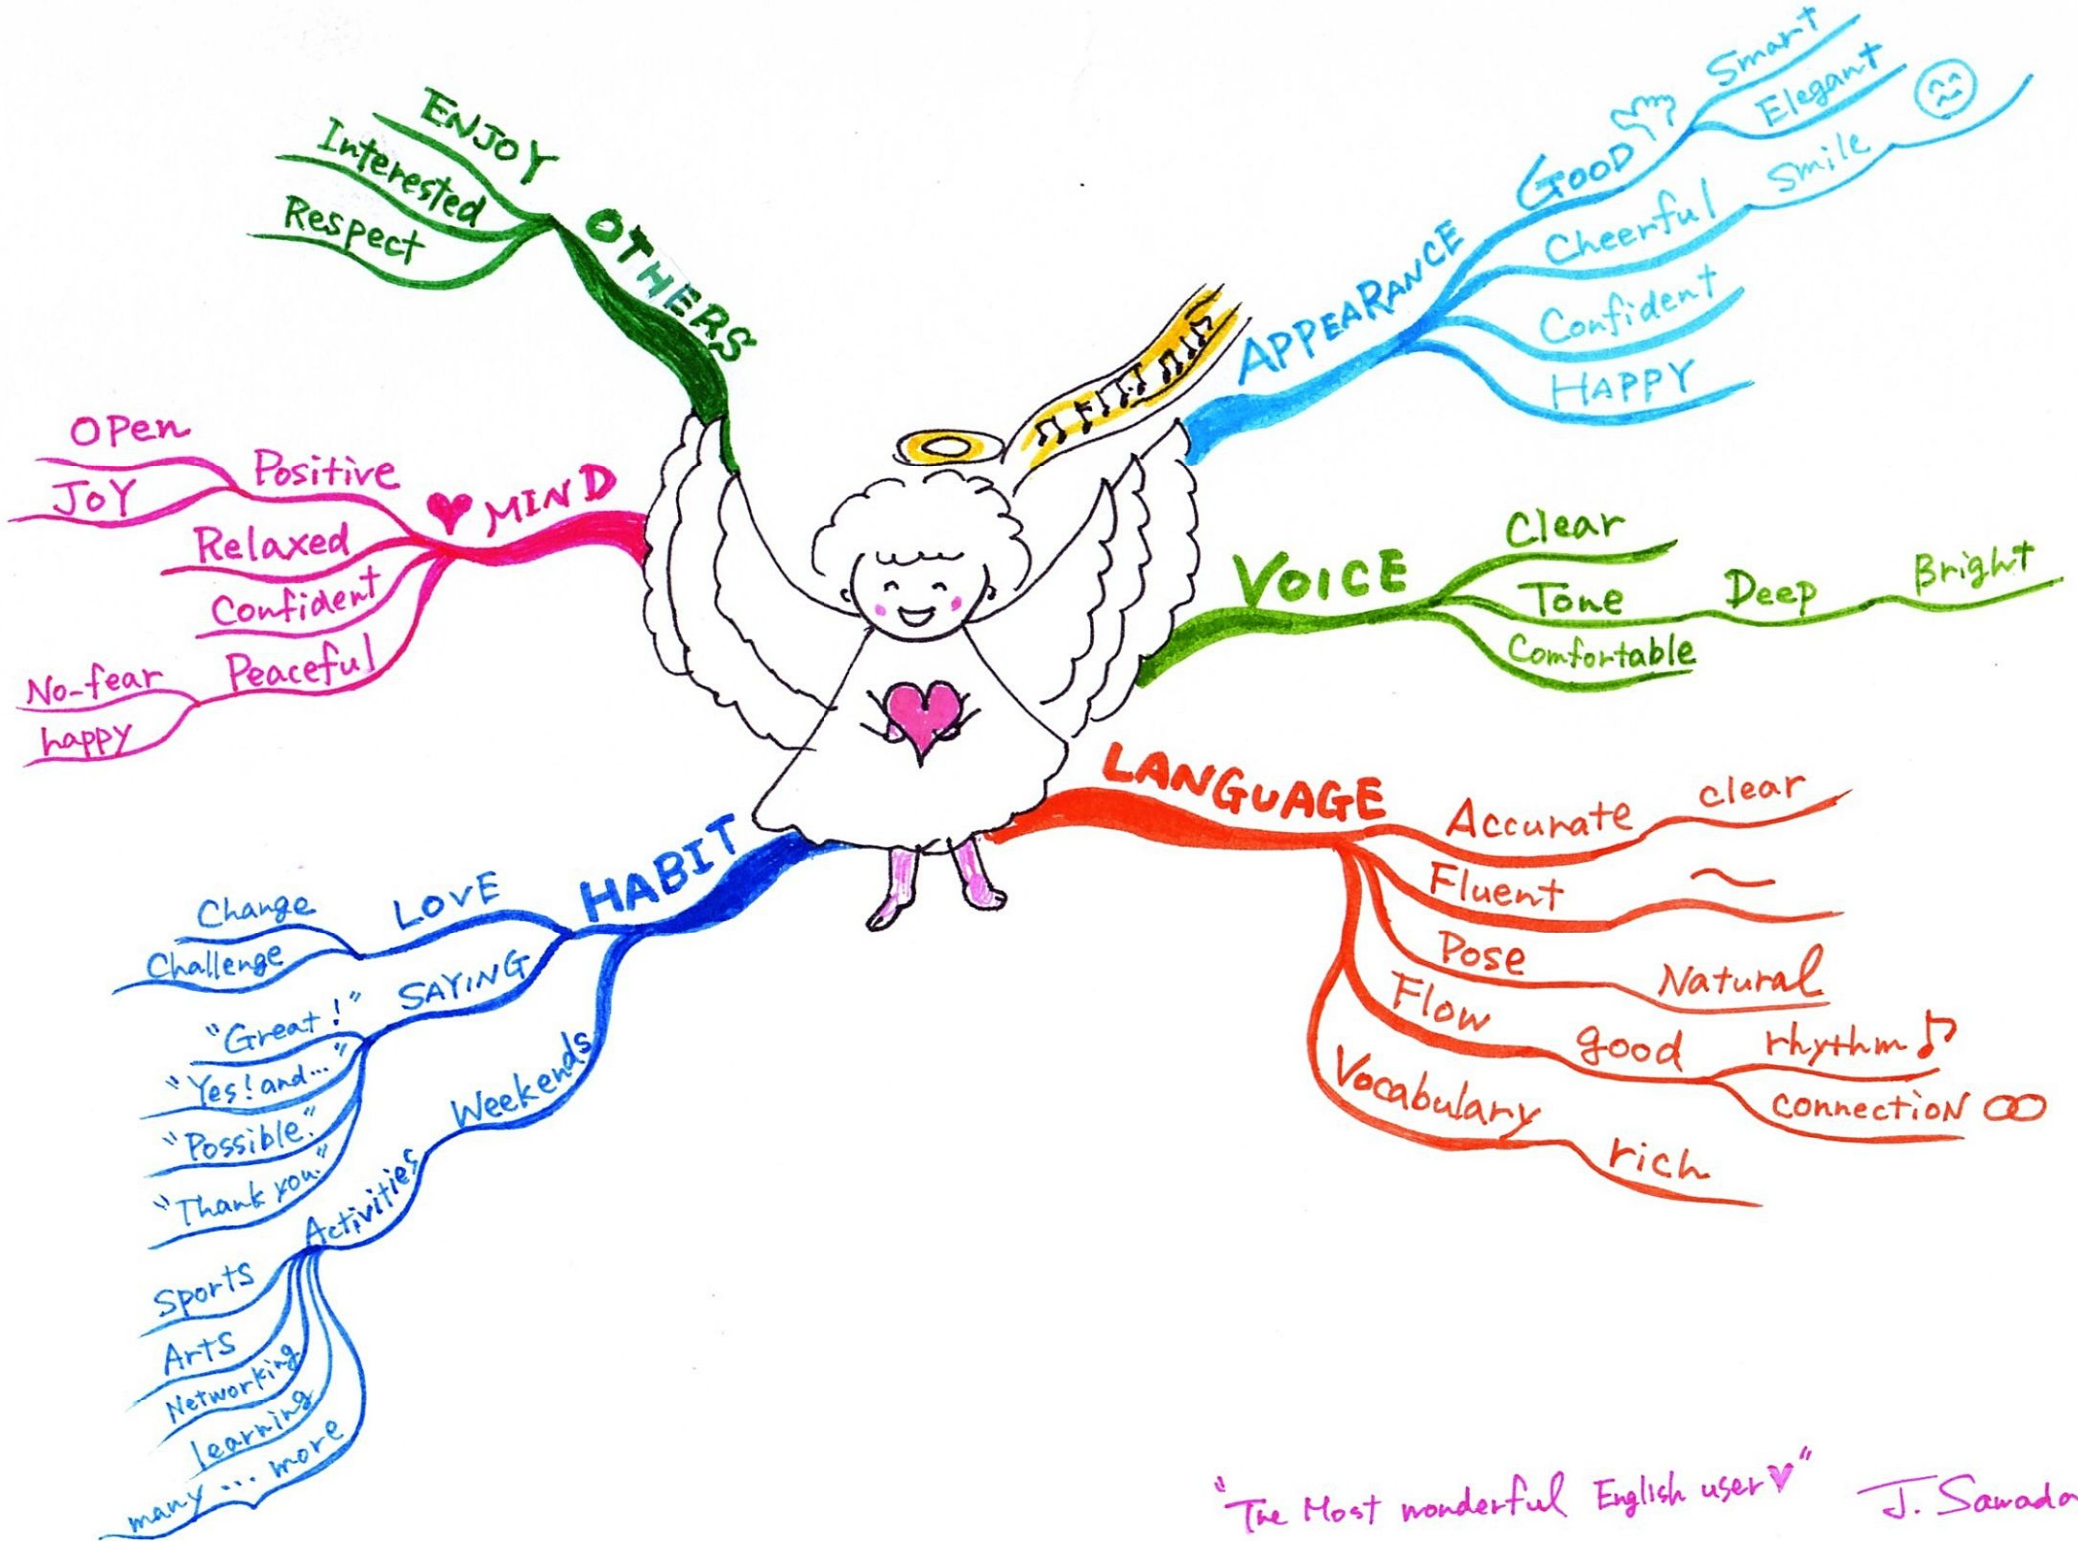 ENJOY
Interested
Respect
OTHERS
Open
JOY
Positive
MIND
Relaxed
Confident
Peaceful
No-fear
happy
HABIT
LOVE
Change
Challenge
SAYING
"Great!"
"Yes! and..."
"Possible."
"Thank you."
Weekends
Activities
Sports
Arts
Networking
learning
many ... more
APPEARANCE
GOOD
Smart
Elegant
Cheerful
Smile
Confident
HAPPY
VOICE
Clear
Tone Deep Bright
Comfortable
LANGUAGE
Accurate clear
Fluent
Pose Natural
Flow good rhythm
connection
Vocabulary rich
"The Most wonderful English user" J. Sawada